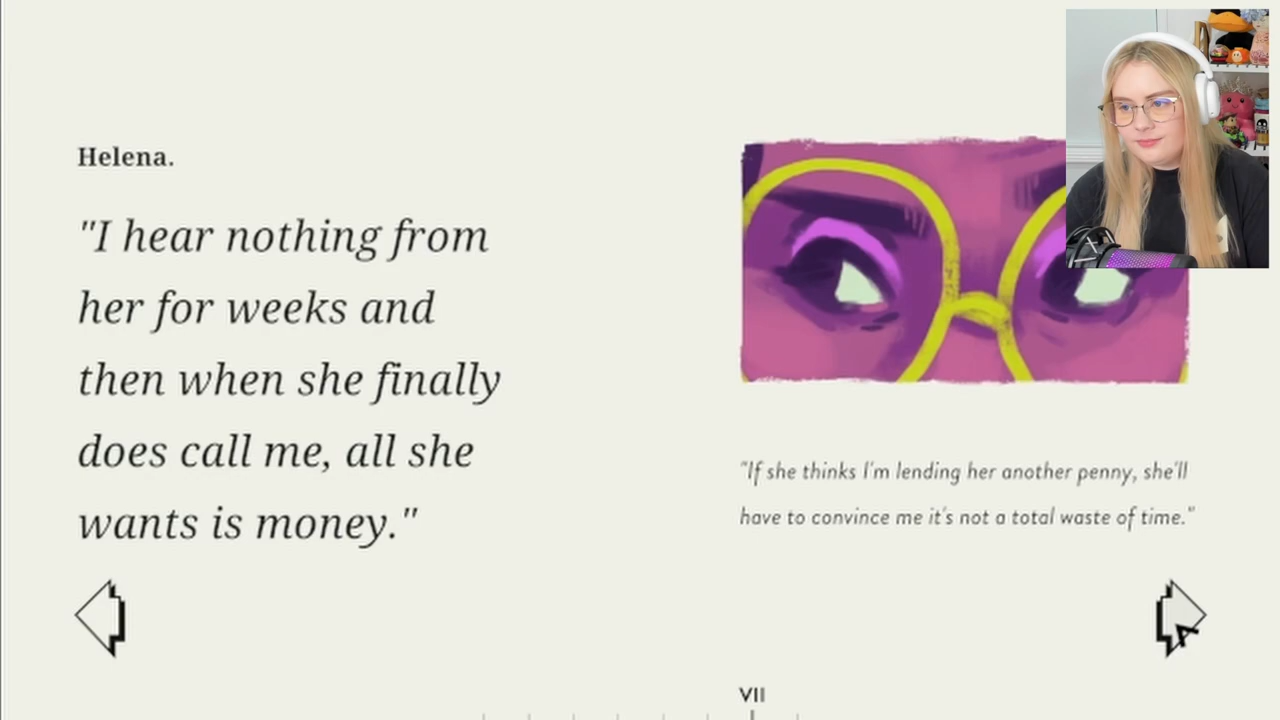 Helena.
"I hear nothing from
her for weeks and
then when she finally
does call me, all she
wants is money."
"If she thinks I'm lending her another penny, she'll
have to convince me it's not a total waste of time."
VII